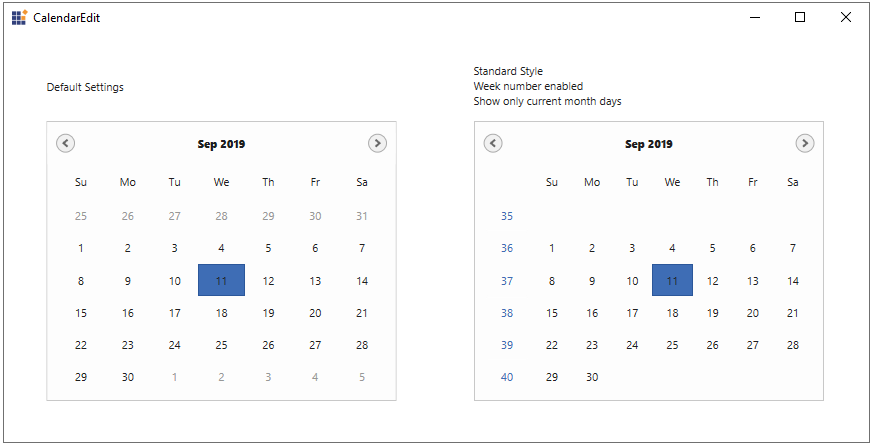 CalendarEdit
Default Settings
Standard Style
Week number enabled
Show only current month days
Sep 2019
Su Mo Tu We Th Fr Sa
25 26 27 28 29 30 31
1 2 3 4 5 6 7
8 9 10 11 12 13 14
15 16 17 18 19 20 21
22 23 24 25 26 27 28
29 30 1 2 3 4 5
Sep 2019
Su Mo Tu We Th Fr Sa
35
36 1 2 3 4 5 6 7
37 8 9 10 11 12 13 14
38 15 16 17 18 19 20 21
39 22 23 24 25 26 27 28
40 29 30